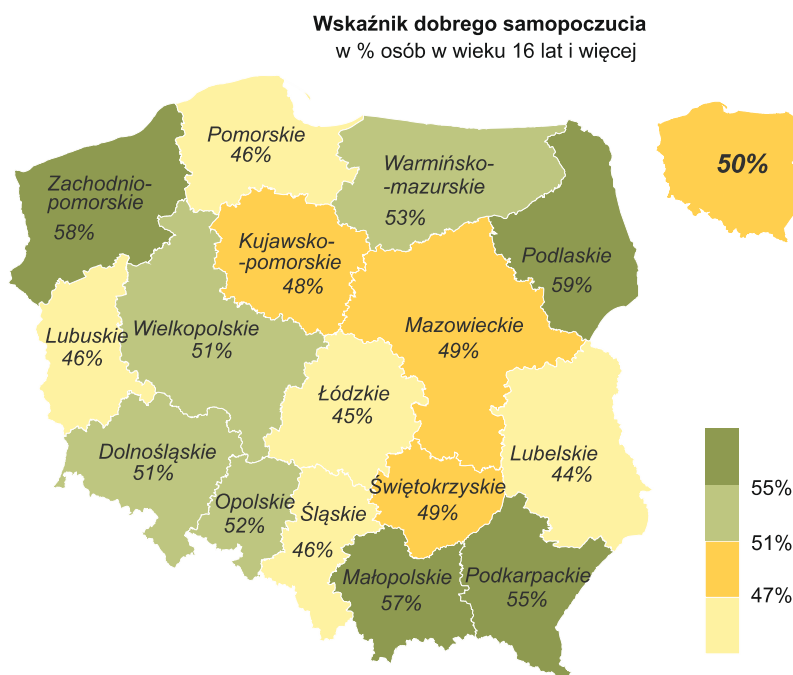 Wskaźnik dobrego samopoczucia
w % osób w wieku 16 lat i więcej
Pomorskie
46%
Warmińsko-
-mazurskie
53%
50%
Zachodnio-
pomorskie
58%
Kujawsko-
-pomorskie
48%
Podlaskie
59%
Lubuskie
46%
Wielkopolskie
51%
Mazowieckie
49%
Łódzkie
45%
Dolnośląskie
51%
Lubelskie
44%
Opolskie
52%
Śląskie
46%
Świętokrzyskie
49%
Małopolskie
57%
Podkarpackie
55%
55%
51%
47%